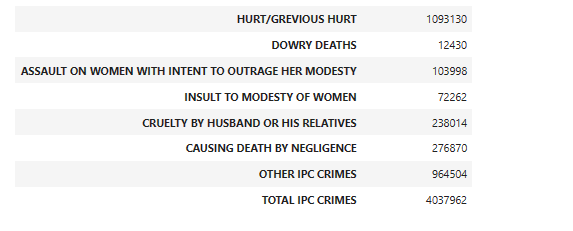 HURT/GREVIOUS HURT 1093130
DOWRY DEATHS 12430
ASSAULT ON WOMEN WITH INTENT TO OUTRAGE HER MODESTY 103998
INSULT TO MODESTY OF WOMEN 72262
CRUELTY BY HUSBAND OR HIS RELATIVES 238014
CAUSING DEATH BY NEGLIGENCE 276870
OTHER IPC CRIMES 964504
TOTAL IPC CRIMES 4037962